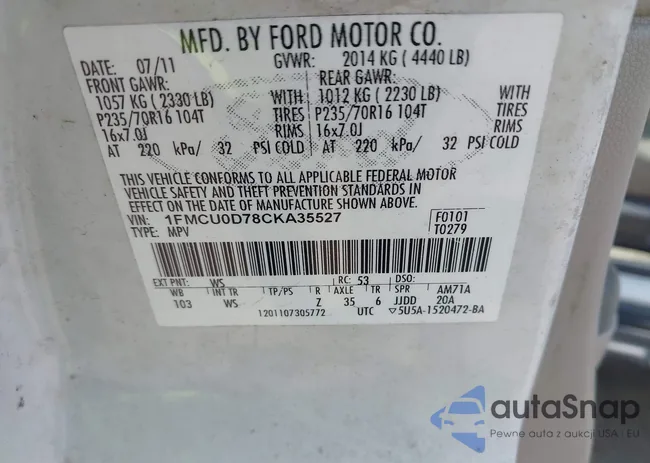 MFD. BY FORD MOTOR CO.
DATE: 07/11 GVWR: 2014 KG ( 4440 LB)
FRONT GAWR: REAR GAWR:
1057 KG ( 2330 LB) WITH 1012 KG ( 2230 LB) WITH
P235/70R16 104T TIRES P235/70R16 104T TIRES
16x7.0J RIMS 16x7.0J RIMS
AT 220 kPa/ 32 PSI COLD AT 220 kPa/ 32 PSI COLD
THIS VEHICLE CONFORMS TO ALL APPLICABLE FEDERAL MOTOR
VEHICLE SAFETY AND THEFT PREVENTION STANDARDS IN
EFFECT ON THE DATE OF MANUFACTURE SHOWN ABOVE.
VIN: 1FMCU0D78CKA35527 F0101
TYPE: MPV T0279
EXT PNT: WS RC: 53 DSO:
WB INT TR TP/PS R AXLE TR SPR AM71A
103 WS Z 35 6 JJDD 20A
1201107305772 UTC ▽5U5A-1520472-BA
autaSnap
Pewne auta z aukcji USA - EU